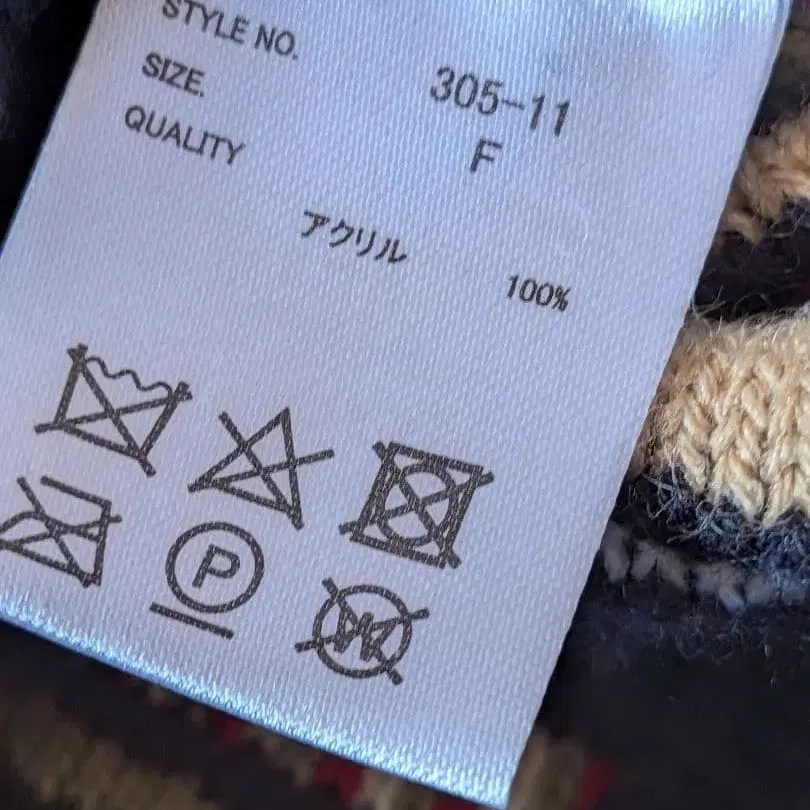 STYLE NO. 305-11
SIZE. F
QUALITY
アクリル 100%
P
W